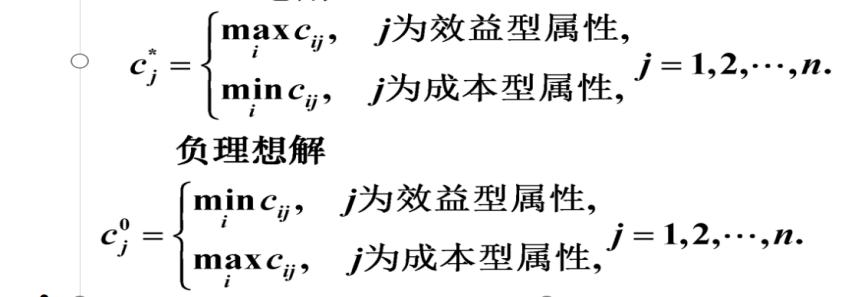 c_j^* = { max_i c_ij, j为效益型属性,
min_i c_ij, j为成本型属性, j = 1,2,⋯,n.
负理想解
c_j^0 = { min_i c_ij, j为效益型属性,
max_i c_ij, j为成本型属性, j = 1,2,⋯,n.